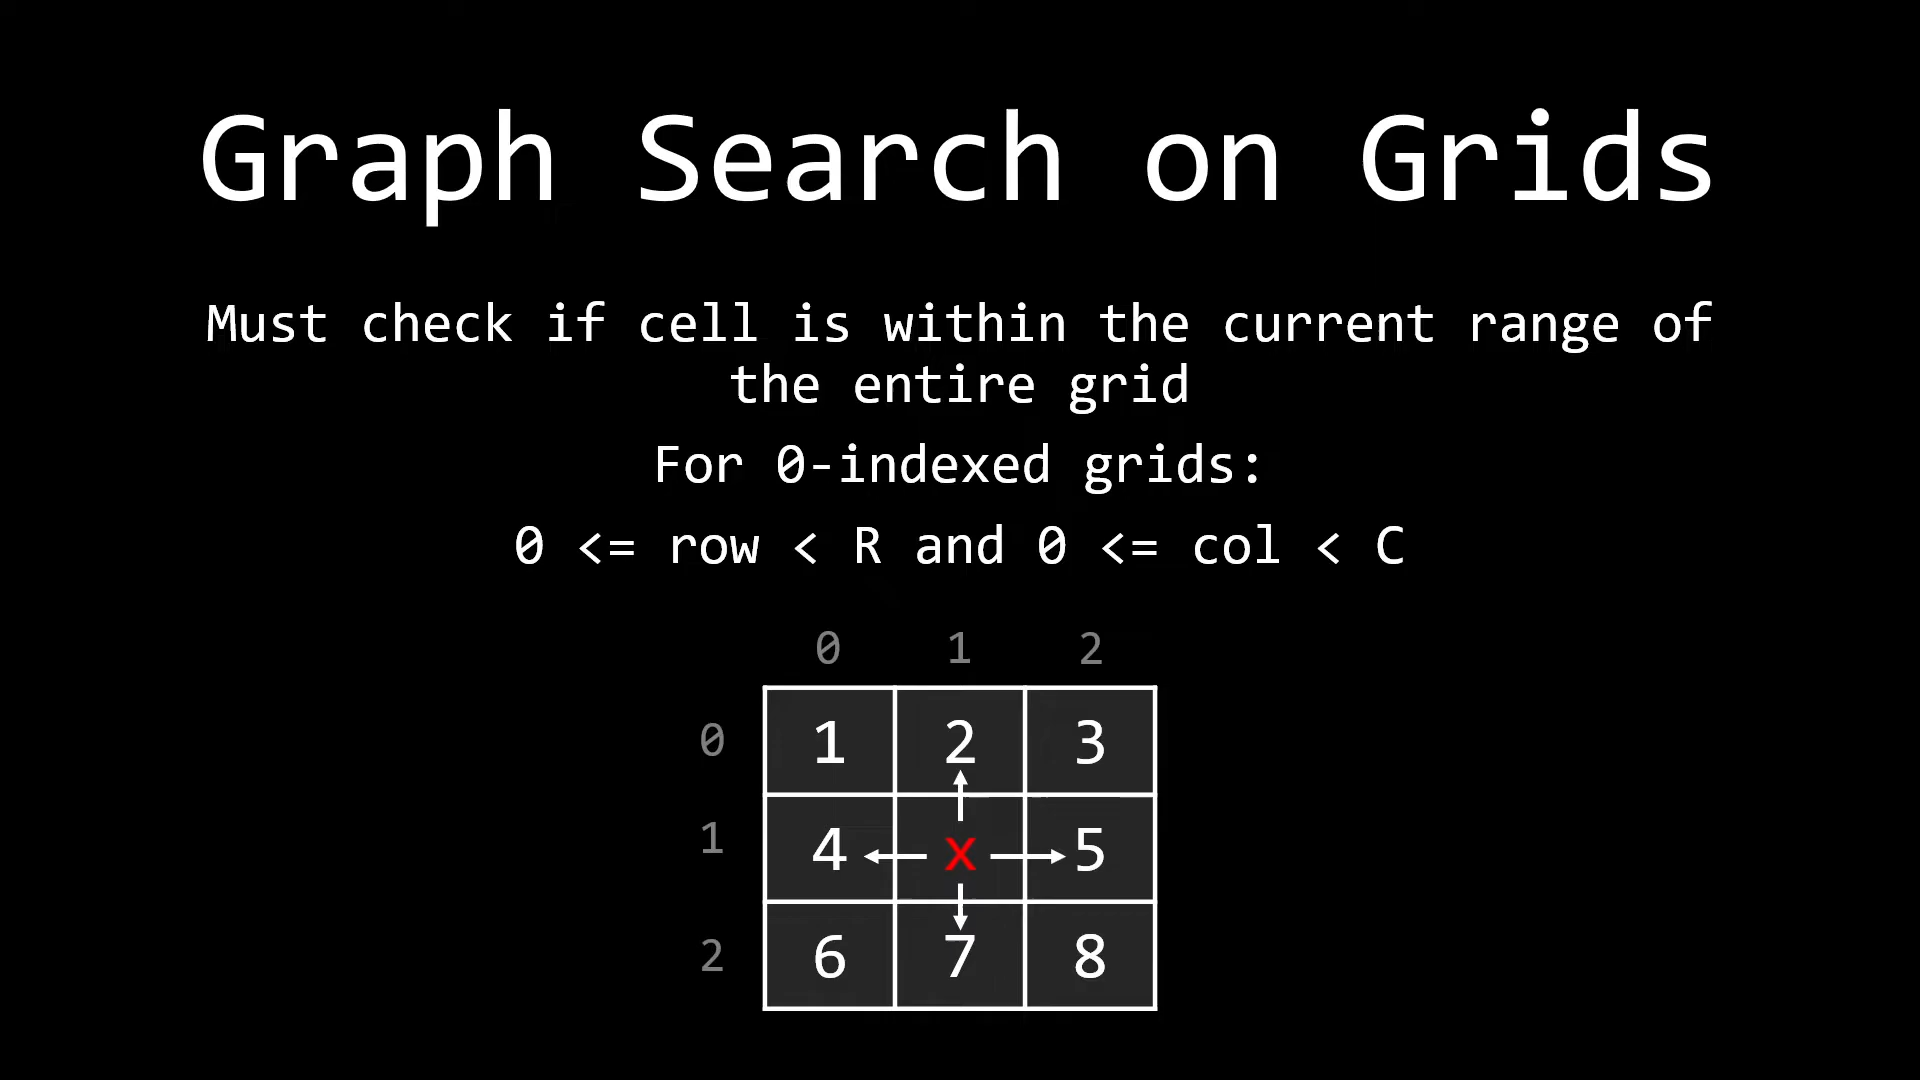 Graph Search on Grids
Must check if cell is within the current range of
the entire grid
For 0-indexed grids:
0 <= row < R and 0 <= col < C
0 1 2
0 1 2 3
1 4 x 5
2 6 7 8